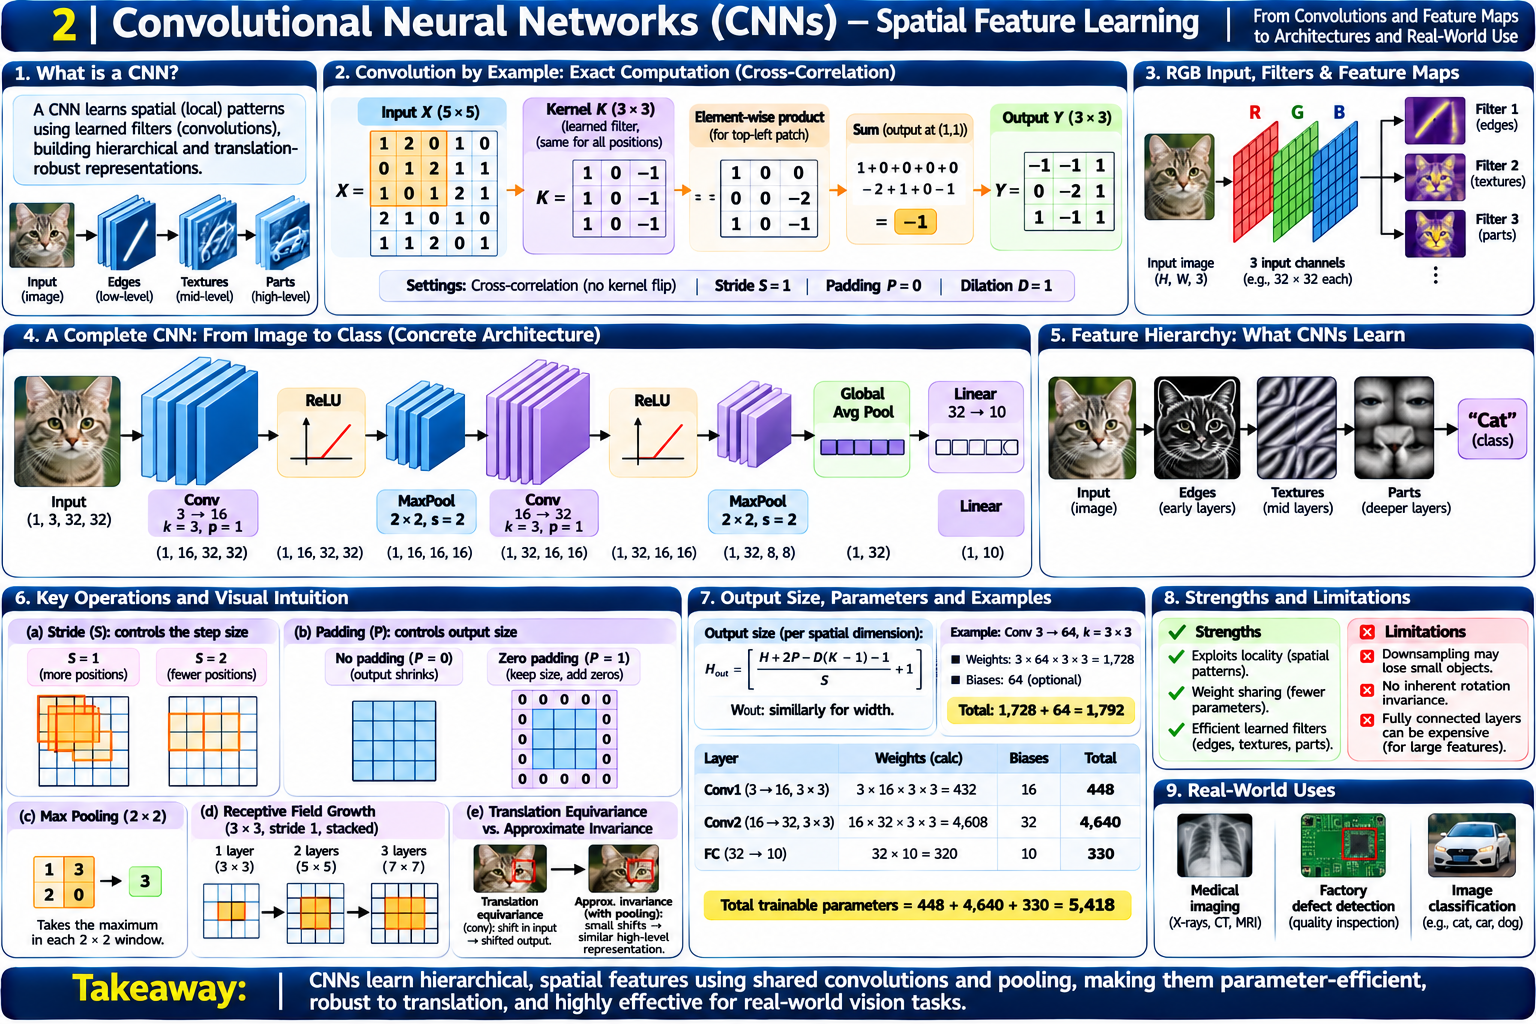 2 | Convolutional Neural Networks (CNNs) – Spatial Feature Learning
From Convolutions and Feature Maps
to Architectures and Real-World Use
1. What is a CNN?
A CNN learns spatial (local) patterns
using learned filters (convolutions),
building hierarchical and translation-
robust representations.
Input
(image)
Edges
(low-level)
Textures
(mid-level)
Parts
(high-level)
2. Convolution by Example: Exact Computation (Cross-Correlation)
Input X (5 × 5)
X =
1 2 0 1 0
0 1 2 1 1
1 0 1 2 1
2 1 0 1 0
1 1 2 0 1
Kernel K (3 × 3)
(learned filter,
same for all positions)
K =
1 0 −1
1 0 −1
1 0 −1
Element-wise product
(for top-left patch)
= =
1 0 0
0 0 −2
1 0 −1
Sum (output at (1,1))
1+0+0+0+0
−2+1+0−1
= −1
Output Y (3 × 3)
Y =
−1 −1 1
0 −2 1
1 −1 1
Settings: Cross-correlation (no kernel flip) | Stride S = 1 | Padding P = 0 | Dilation D = 1
3. RGB Input, Filters & Feature Maps
R G B
Input image
(H, W, 3)
3 input channels
(e.g., 32 × 32 each)
Filter 1
(edges)
Filter 2
(textures)
Filter 3
(parts)
⋮
4. A Complete CNN: From Image to Class (Concrete Architecture)
Input
(1, 3, 32, 32)
Conv
3 → 16
k = 3, p = 1
(1, 16, 32, 32)
ReLU
(1, 16, 32, 32)
MaxPool
2×2, s = 2
(1, 16, 16, 16)
Conv
16 → 32
k = 3, p = 1
(1, 32, 16, 16)
ReLU
(1, 32, 16, 16)
MaxPool
2×2, s = 2
(1, 32, 8, 8)
Global
Avg Pool
(1, 32)
Linear
32 → 10
Linear
(1, 10)
5. Feature Hierarchy: What CNNs Learn
Input
(image)
Edges
(early layers)
Textures
(mid layers)
Parts
(deeper layers)
“Cat”
(class)
6. Key Operations and Visual Intuition
(a) Stride (S): controls the step size
S = 1
(more positions)
S = 2
(fewer positions)
(b) Padding (P): controls output size
No padding (P = 0)
(output shrinks)
Zero padding (P = 1)
(keep size, add zeros)
0 0 0 0 0
0 0
0 0
0 0
0 0 0 0 0
(c) Max Pooling (2 × 2)
1 3
2 0
3
Takes the maximum
in each 2 × 2 window.
(d) Receptive Field Growth
(3 × 3, stride 1, stacked)
1 layer
(3 × 3)
2 layers
(5 × 5)
3 layers
(7 × 7)
(e) Translation Equivariance
vs. Approximate Invariance
Translation
equivariance
(conv): shift in input
→ shifted output.
Approx. invariance
(with pooling):
small shifts →
similar high-level
representation.
7. Output Size, Parameters and Examples
Output size (per spatial dimension):
Hout = [ (H + 2P − D(K − 1) − 1) / S + 1 ]
Wout: simillarly for width.
Example: Conv 3 → 64, k = 3 × 3
■ Weights: 3 × 64 × 3 × 3 = 1,728
■ Biases: 64 (optional)
Total: 1,728 + 64 = 1,792
Layer Weights (calc) Biases Total
Conv1 (3 → 16, 3 × 3) 3 × 16 × 3 × 3 = 432 16 448
Conv2 (16 → 32, 3 × 3) 16 × 32 × 3 × 3 = 4,608 32 4,640
FC (32 → 10) 32 × 10 = 320 10 330
Total trainable parameters = 448 + 4,640 + 330 = 5,418
8. Strengths and Limitations
✓ Strengths
✓ Exploits locality (spatial
patterns).
✓ Weight sharing (fewer
parameters).
✓ Efficient learned filters
(edges, textures, parts).
Limitations
Downsampling may
lose small objects.
No inherent rotation
invariance.
Fully connected layers
can be expensive
(for large features).
9. Real-World Uses
Medical
imaging
(X-rays, CT, MRI)
Factory
defect detection
(quality inspection)
Image
classification
(e.g., cat, car, dog)
Takeaway:
CNNs learn hierarchical, spatial features using shared convolutions and pooling, making them parameter-efficient,
robust to translation, and highly effective for real-world vision tasks.